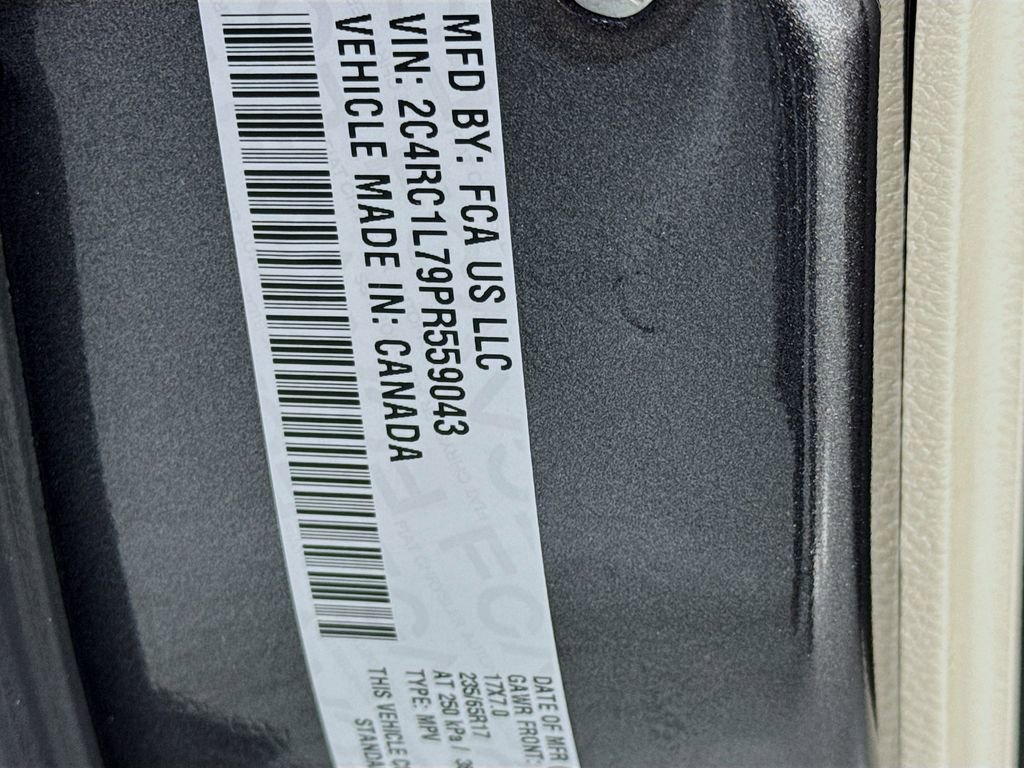 MFD BY: FCA US LLC
VIN: 2C4RC1L79PR559043
VEHICLE MADE IN: CANADA
DATE OF MFR
GAWR FRONT:
17X7.0
235/65R17
AT 250 kPa /
TYPE: MPV
THIS VEHICLE